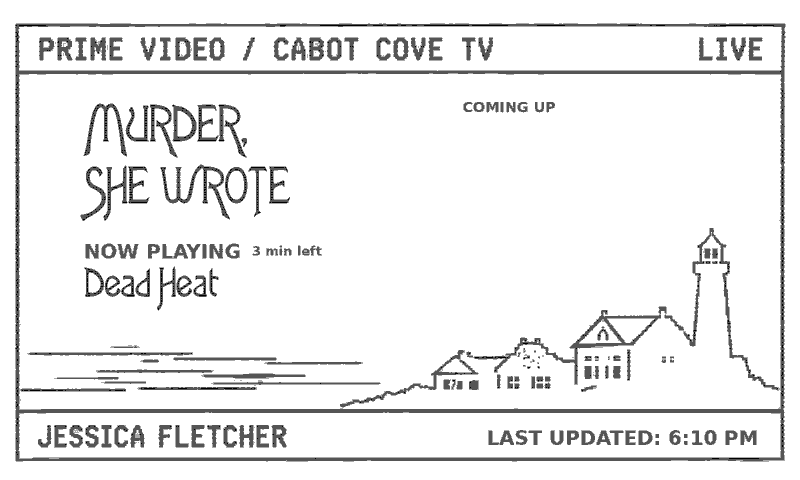 PRIME VIDEO / CABOT COVE TV
LIVE
MURDER,
SHE WROTE
COMING UP
NOW PLAYING 3 min left
Dead Heat
JESSICA FLETCHER
LAST UPDATED: 6:10 PM